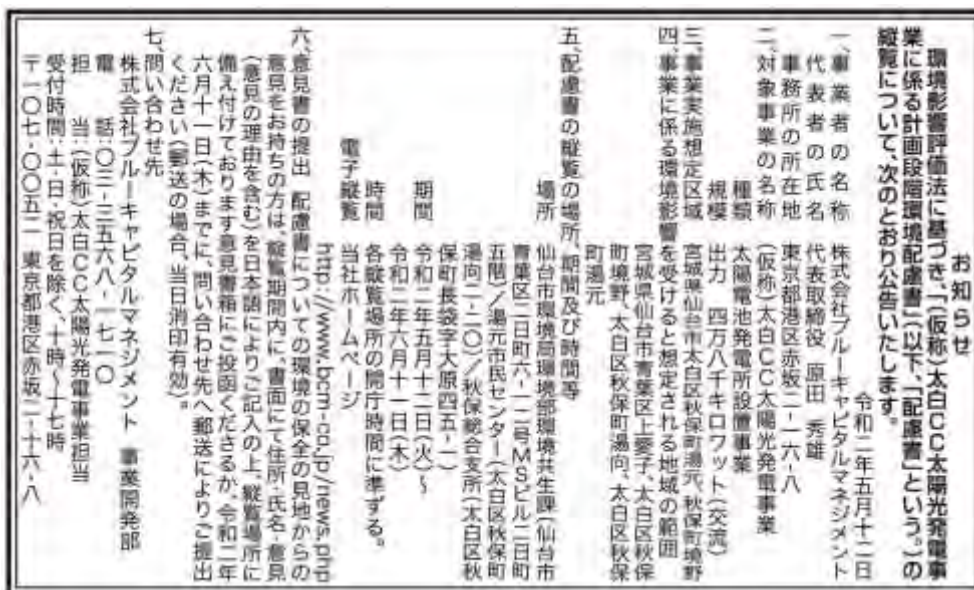 お知らせ
環境影響評価法に基づき、「(仮称)太白CC太陽光発電事
業に係る計画段階環境配慮書」(以下、「配慮書」という。)の
縦覧について、次のとおり公告いたします。
令和二年五月十二日
一、事業者の名称 株式会社ブルーキャピタルマネジメント
代表者の氏名 代表取締役 原田 秀雄
事務所の所在地 東京都港区赤坂二-一六-八
二、対象事業の名称 (仮称)太白CC太陽光発電事業
種類 太陽電池発電所設置事業
規模 出力 四万八千キロワット(交流)
三、事業実施想定区域 宮城県仙台市太白区秋保町湯元、秋保町境野
四、事業に係る環境影響を受けると想定される地域の範囲
宮城県仙台市青葉区上愛子、太白区秋保
町境野、太白区秋保町湯向、太白区秋保
町湯元
五、配慮書の縦覧の場所、期間及び時間等
場所 仙台市環境局環境部環境共生課(仙台市
青葉区二日町六-一二号MSビル二日町
五階)/湯元市民センター(太白区秋保町
湯向二-二〇)/秋保総合支所(太白区秋
保町長袋字大原四五-一)
期間 令和二年五月十二日(火)~
令和二年六月十一日(木)
時間 各縦覧場所の開庁時間に準ずる。
電子縦覧 当社ホームページ
http://www.bcm-co.jp/news.php
六、意見書の提出 配慮書についての環境の保全の見地からの
意見をお持ちの方は、縦覧期間内に、書面にて住所・氏名・意見
(意見の理由を含む)を日本語によりご記入の上、縦覧場所に
備え付けております意見書箱にご投函くださるか、令和二年
六月十一日(木)までに、問い合わせ先へ郵送によりご提出
ください(郵送の場合、当日消印有効)。
七、問い合わせ先
株式会社ブルーキャピタルマネジメント 事業開発部
電 話:〇三-三五六八-一七一〇
担 当:(仮称)太白CC太陽光発電事業担当
受付時間:土・日・祝日を除く、十時~十七時
〒一〇七-〇〇五二 東京都港区赤坂二-十六-八